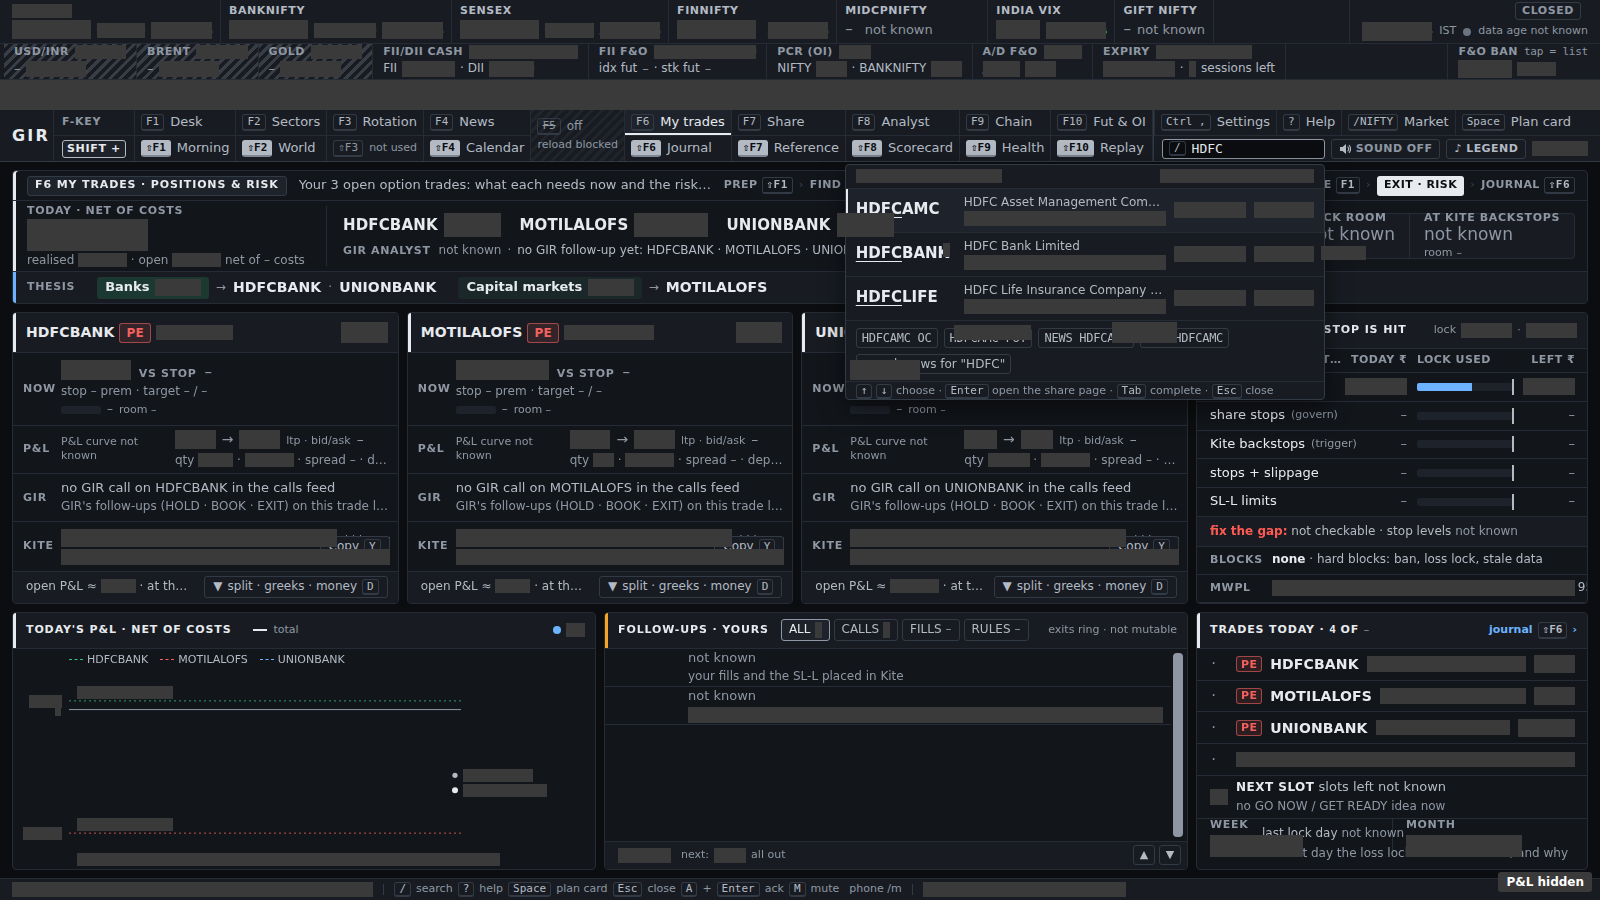 BANKNIFTY SENSEX FINNIFTY MIDCPNIFTY INDIA VIX GIFT NIFTY CLOSED
– not known – not known IST data age not known
USD/INR BRENT GOLD FII/DII CASH FII F&O PCR (OI) A/D F&O EXPIRY F&O BAN tap = list
– – – FII · DII idx fut – · stk fut – NIFTY · BANKNIFTY · sessions left
GIR F-KEY F1 Desk F2 Sectors F3 Rotation F4 News F5 off F6 My trades F7 Share F8 Analyst F9 Chain F10 Fut & OI Ctrl , Settings ? Help /NIFTY Market Space Plan card
SHIFT + ⇧F1 Morning ⇧F2 World ⇧F3 not used ⇧F4 Calendar reload blocked ⇧F6 Journal ⇧F7 Reference ⇧F8 Scorecard ⇧F9 Health ⇧F10 Replay / HDFC SOUND OFF ♪ LEGEND
F6 MY TRADES · POSITIONS & RISK Your 3 open option trades: what each needs now and the risk… PREP ⇧F1 › FIND F1 › EXIT · RISK › JOURNAL ⇧F6
TODAY · NET OF COSTS
HDFCBANK MOTILALOFS UNIONBANK
realised · open net of – costs
GIR ANALYST not known · no GIR follow-up yet: HDFCBANK · MOTILALOFS ·
CK ROOM AT KITE BACKSTOPS
not known
room –
THESIS Banks → HDFCBANK · UNIONBANK Capital markets → MOTILALOFS
HDFCAMC HDFC Asset Management Com…
HDFCBANK HDFC Bank Limited
HDFCLIFE HDFC Life Insurance Company …
HDFCAMC OC NEWS HDFCAMC
for "HDFC"
↑ ↓ choose · Enter open the share page · Tab complete · Esc close
HDFCBANK PE
NOW VS STOP –
stop – prem · target – / –
– room –
P&L P&L curve not known → ltp · bid/ask –
qty · · spread – · d…
GIR no GIR call on HDFCBANK in the calls feed
GIR's follow-ups (HOLD · BOOK · EXIT) on this trade l…
KITE Copy Y
open P&L ≈ · at th… ▼ split · greeks · money D
MOTILALOFS PE
NOW VS STOP –
stop – prem · target – / –
– room –
P&L P&L curve not known → ltp · bid/ask –
qty · · spread – · dep…
GIR no GIR call on MOTILALOFS in the calls feed
GIR's follow-ups (HOLD · BOOK · EXIT) on this trade l…
KITE Copy Y
open P&L ≈ · at th… ▼ split · greeks · money D
NOW
– room –
P&L P&L curve not known → ltp · bid/ask –
qty · · spread – · …
GIR no GIR call on UNIONBANK in the calls feed
GIR's follow-ups (HOLD · BOOK · EXIT) on this trade l…
KITE Copy Y
open P&L ≈ · at t… ▼ split · greeks · money D
STOP IS HIT lock ·
TODAY ₹ LOCK USED LEFT ₹
share stops (govern) – –
Kite backstops (trigger) – –
stops + slippage – –
SL-L limits – –
fix the gap: not checkable · stop levels not known
BLOCKS none · hard blocks: ban, loss lock, stale data
MWPL
TODAY'S P&L · NET OF COSTS total
HDFCBANK MOTILALOFS UNIONBANK
FOLLOW-UPS · YOURS ALL CALLS FILLS – RULES – exits ring · not mutable
not known
your fills and the SL-L placed in Kite
not known
next: all out ▲ ▼
TRADES TODAY · 4 OF – journal ⇧F6 ›
· PE HDFCBANK
· PE MOTILALOFS
· PE UNIONBANK
·
NEXT SLOT slots left not known
no GO NOW / GET READY idea now
WEEK MONTH
last lock day not known
day the loss and why
/ search ? help Space plan card Esc close A + Enter ack M mute phone /m
P&L hidden